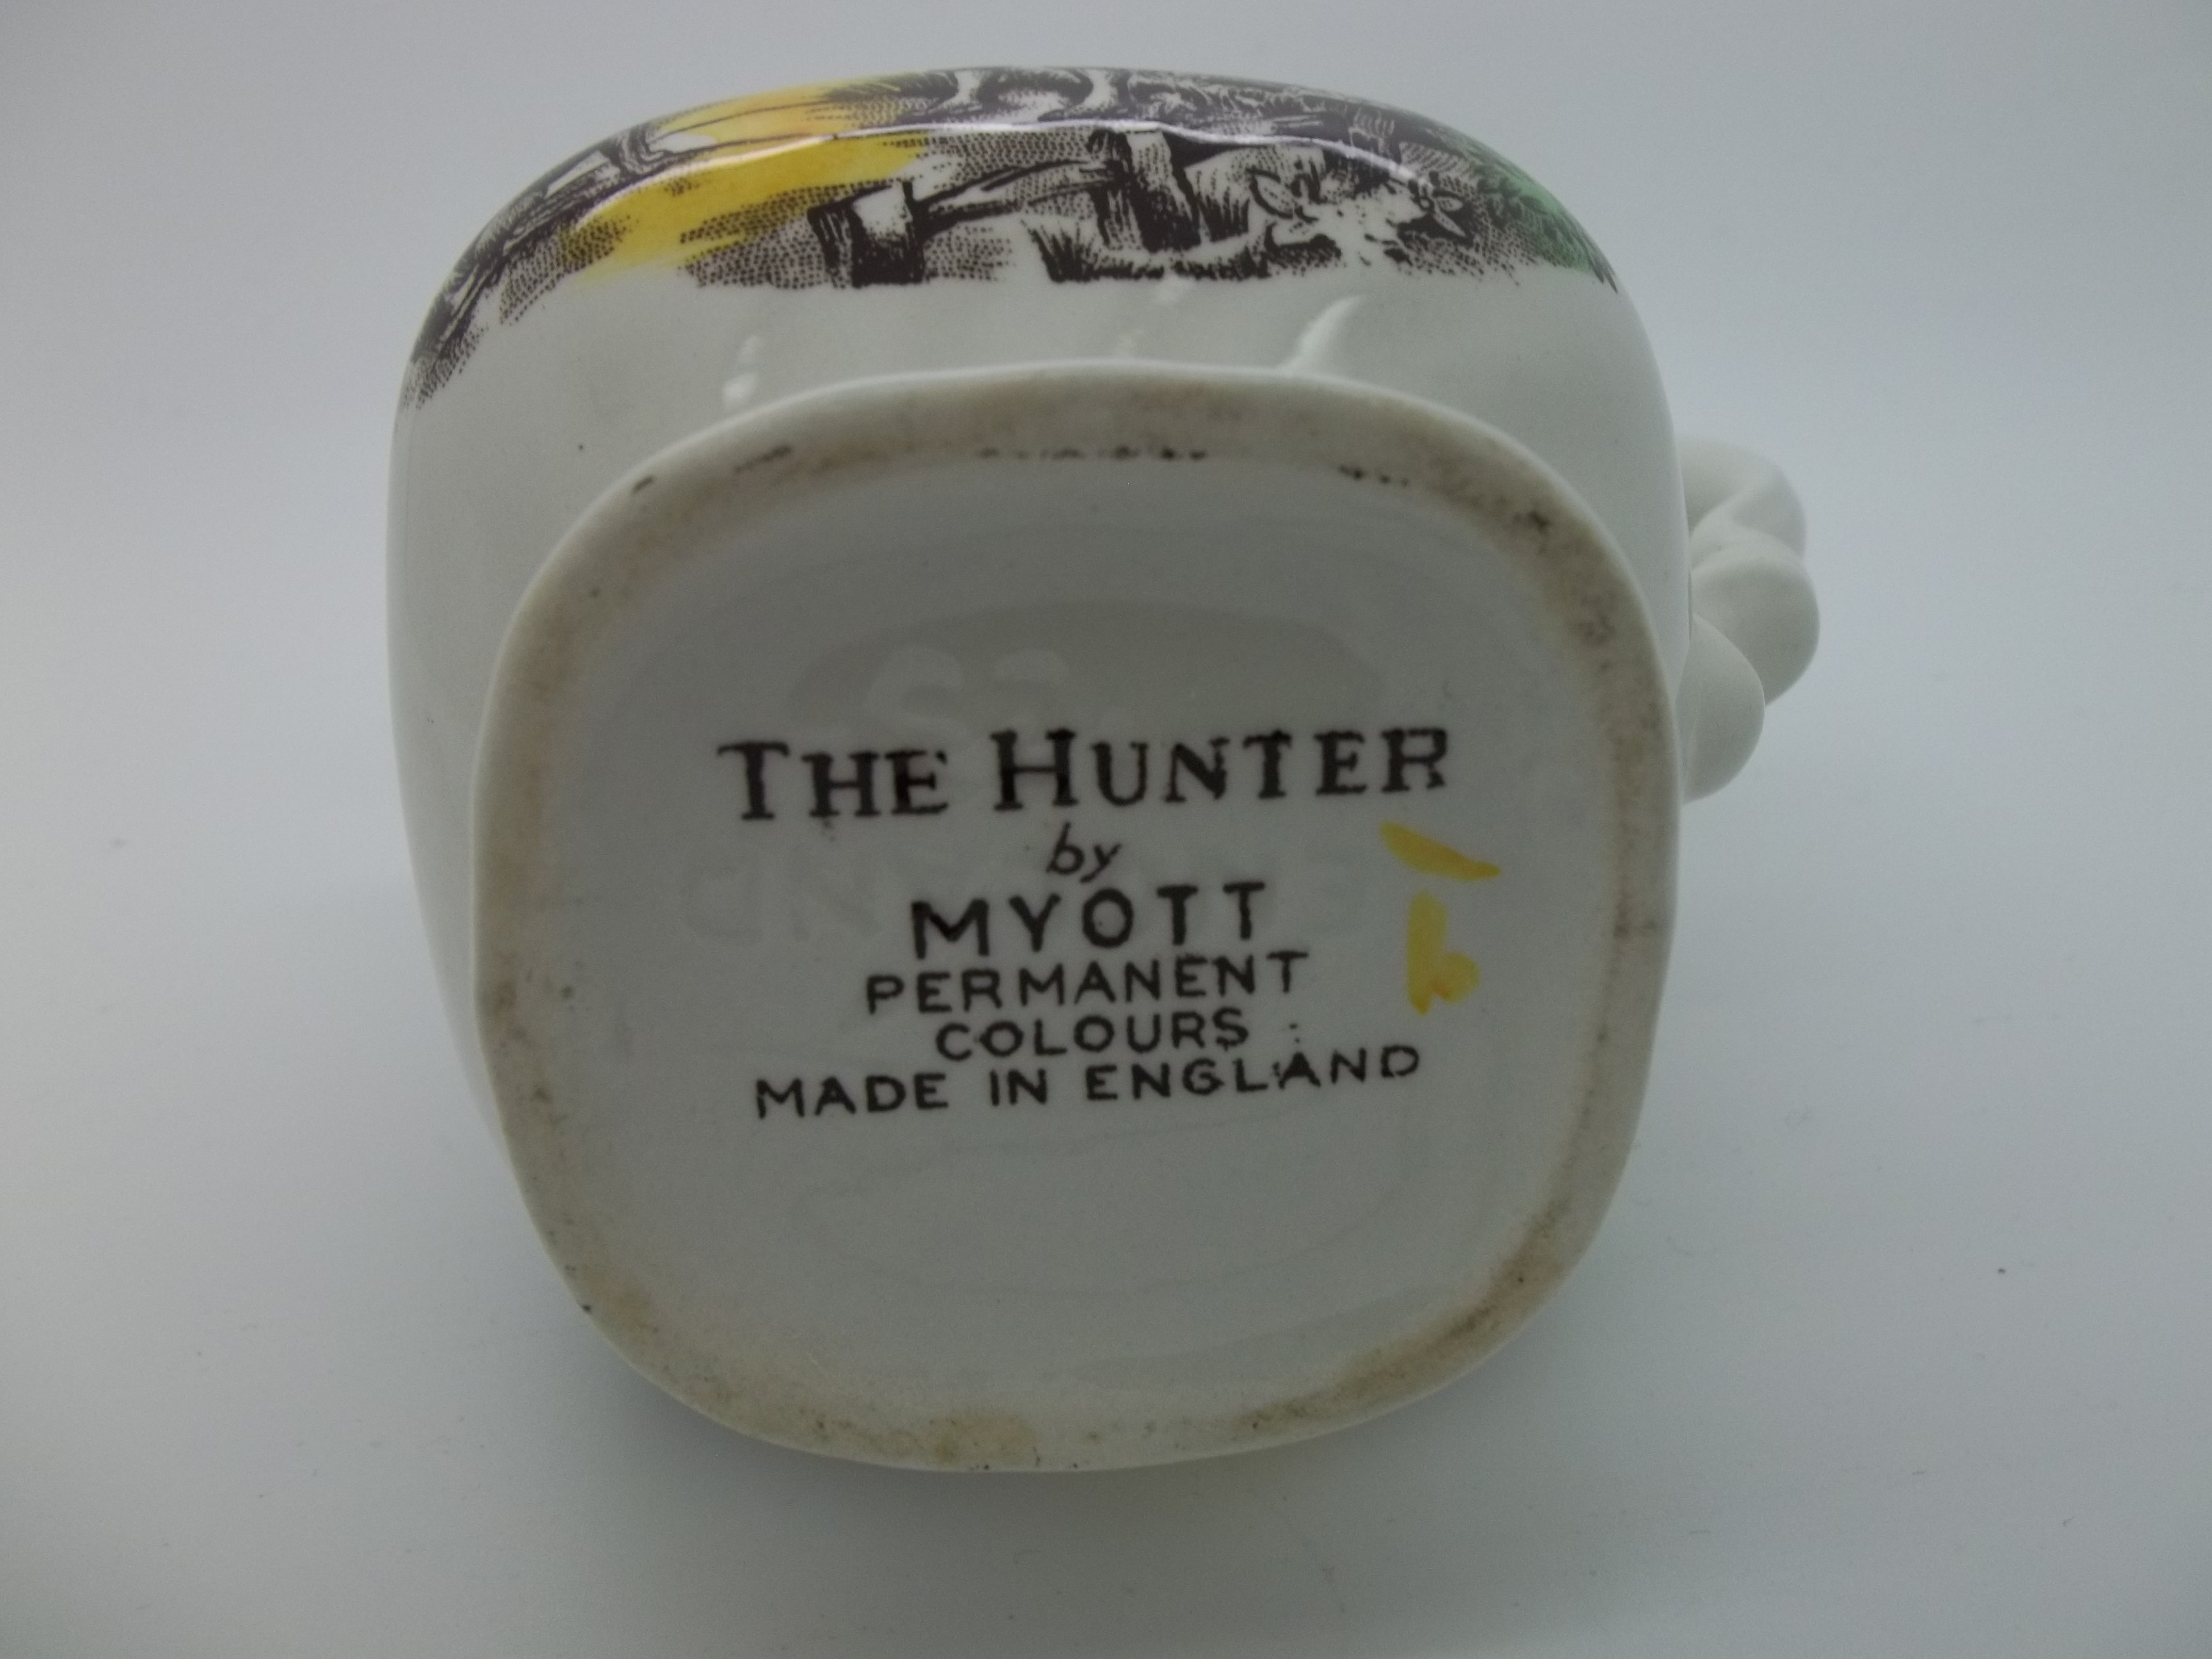 THE HUNTER
by
MYOTT
PERMANENT
COLOURS
MADE IN ENGLAND